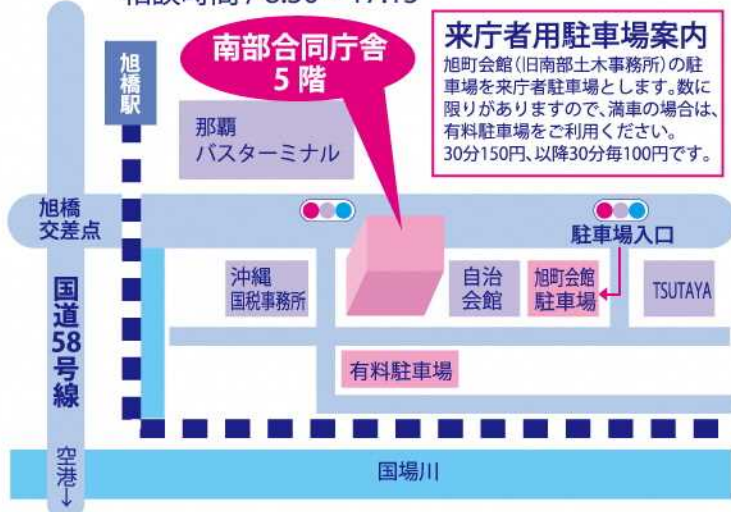 南部合同庁舎
5 階
来庁者用駐車場案内
旭町会館(旧南部土木事務所)の駐
車場を来庁者駐車場とします。数に
限りがありますので、満車の場合は、
有料駐車場をご利用ください。
30分150円、以降30分毎100円です。
旭橋駅
那覇
バスターミナル
旭橋
交差点
駐車場入口
沖縄
国税事務所
自治
会館
旭町会館
駐車場
TSUTAYA
国道58号線
有料駐車場
空港↓
国場川